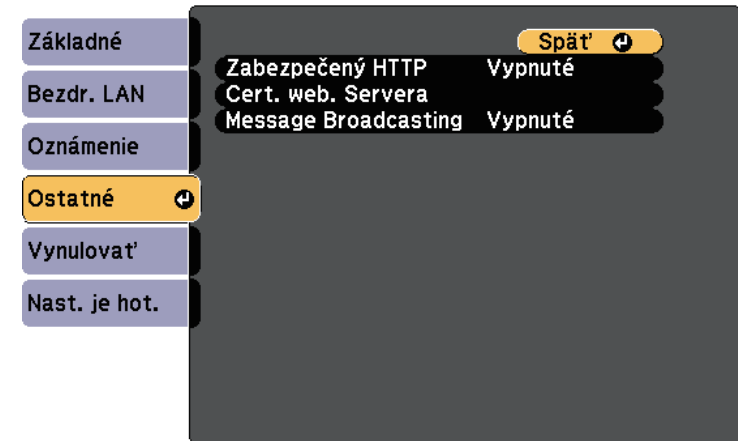 Základné
Bezdr. LAN
Oznámenie
Ostatné
Vynulovať
Nast. je hot.
Späť
Zabezpečený HTTP Vypnuté
Cert. web. Servera
Message Broadcasting Vypnuté